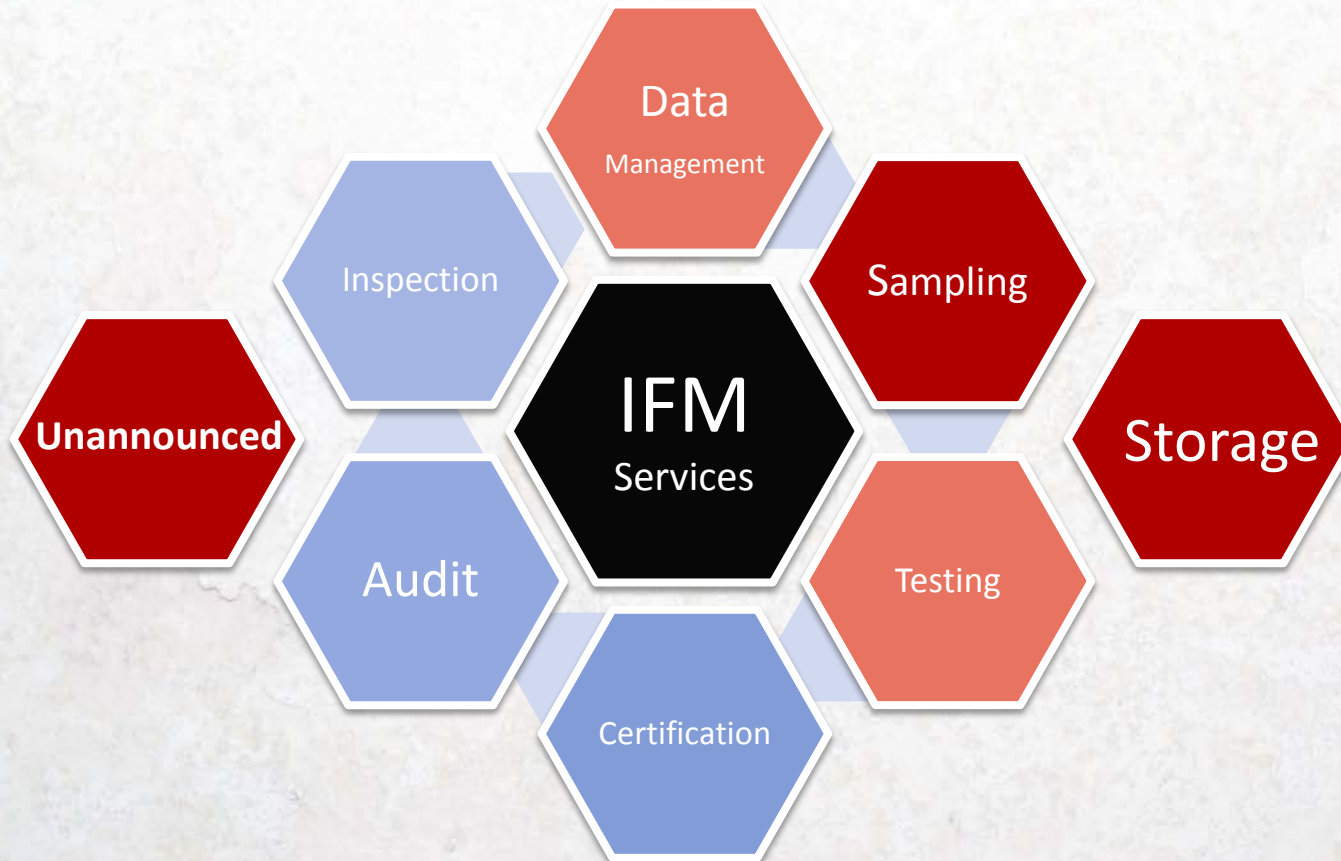 Data
Management
Inspection
Sampling
IFM
Services
Unannounced
Storage
Audit
Testing
Certification